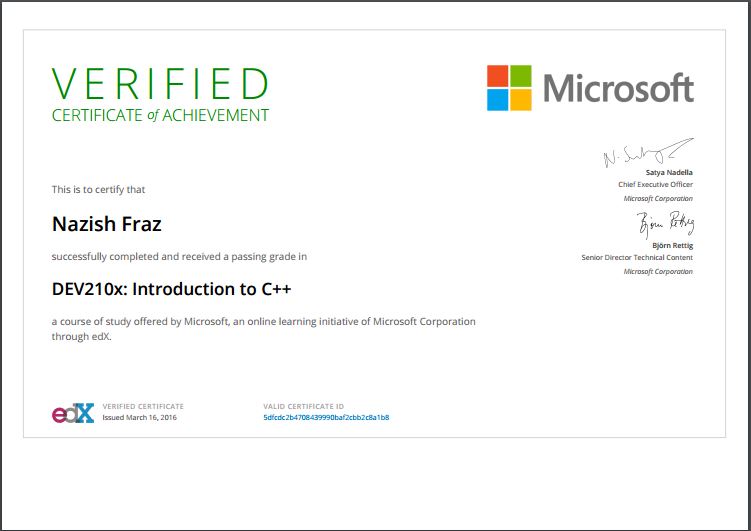 VERIFIED
CERTIFICATE of ACHIEVEMENT
Microsoft
Satya Nadella
Chief Executive Officer
Microsoft Corporation
Björn Rettig
Senior Director Technical Content
Microsoft Corporation
This is to certify that
Nazish Fraz
successfully completed and received a passing grade in
DEV210x: Introduction to C++
a course of study offered by Microsoft, an online learning initiative of Microsoft Corporation
through edX.
edX
VERIFIED CERTIFICATE
Issued March 16, 2016
VALID CERTIFICATE ID
5dfcdc2b4708439990baf2cbb2c8a1b8